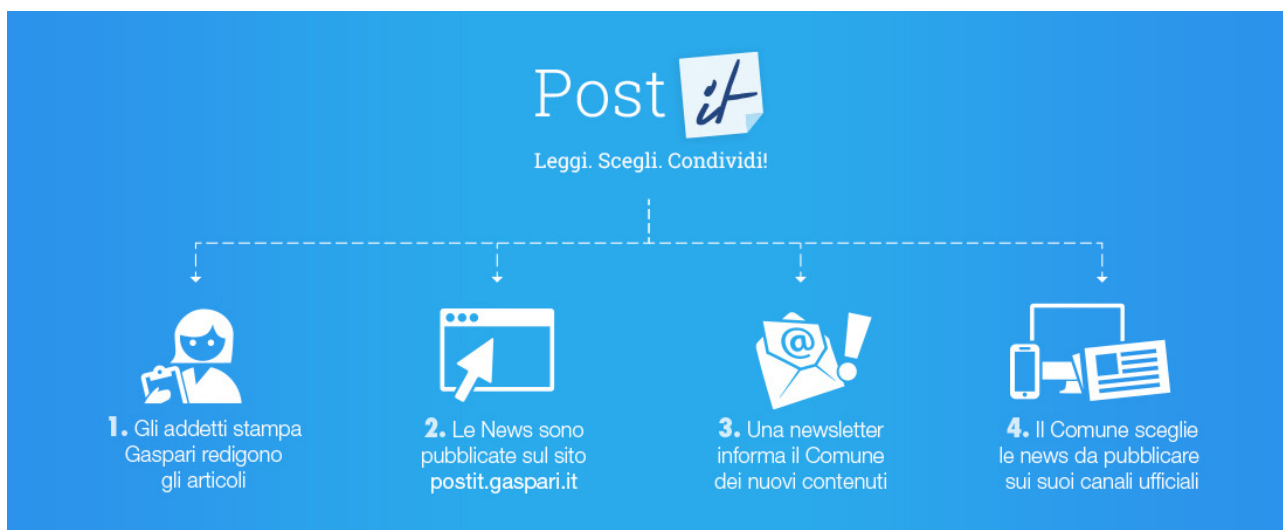 Post it
Leggi. Scegli. Condividi!
@
1. Gli addetti stampa
Gaspari redigono
gli articoli
2. Le News sono
pubblicate sul sito
postit.gaspari.it
3. Una newsletter
informa il Comune
dei nuovi contenuti
4. Il Comune sceglie
le news da pubblicare
sui suoi canali ufficiali